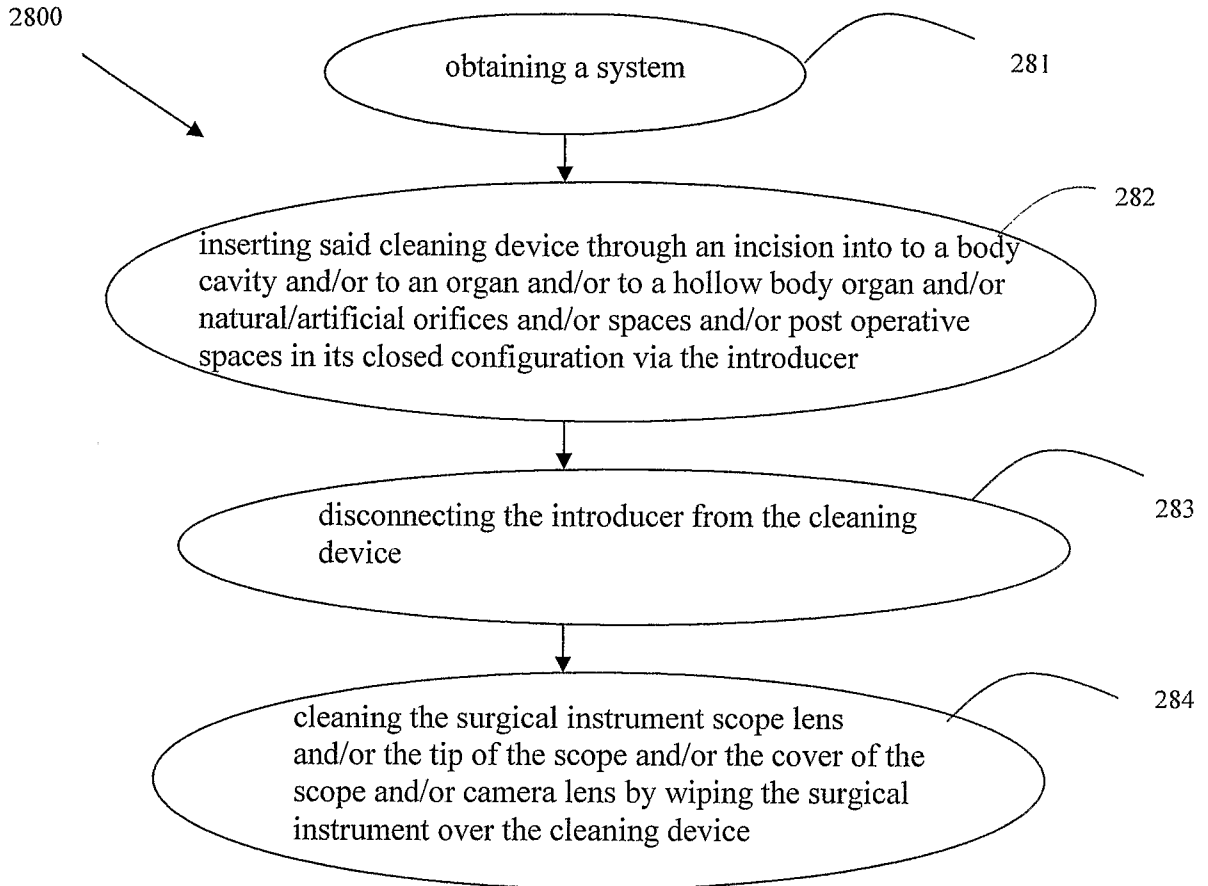 2800
obtaining a system
281
282
inserting said cleaning device through an incision into to a body
cavity and/or to an organ and/or to a hollow body organ and/or
natural/artificial orifices and/or spaces and/or post operative
spaces in its closed configuration via the introducer
disconnecting the introducer from the cleaning
device
283
cleaning the surgical instrument scope lens
and/or the tip of the scope and/or the cover of the
scope and/or camera lens by wiping the surgical
instrument over the cleaning device
284